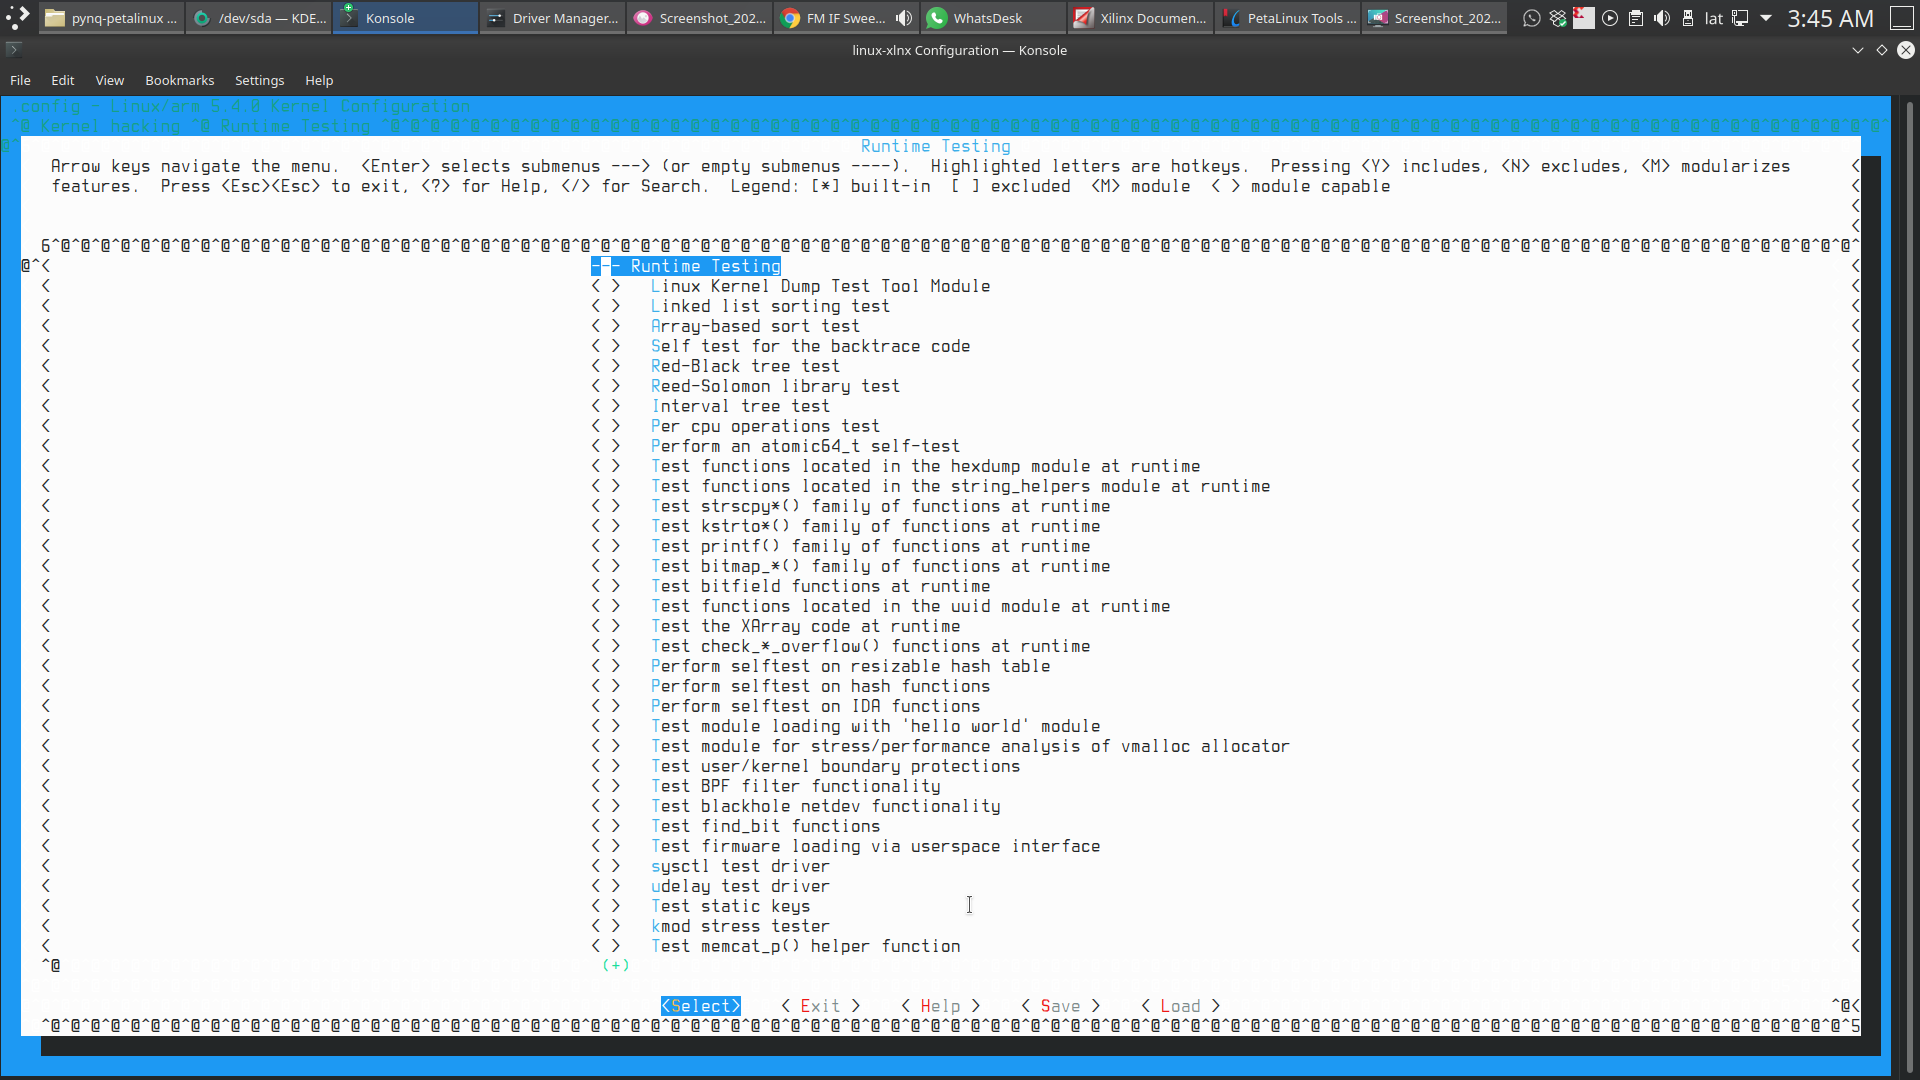 pynq-petalinux ... /dev/sda — KDE... Konsole Driver Manager... Screenshot_202... FM IF Swee... WhatsDesk Xilinx Documen... PetaLinux Tools ... Screenshot_202... lat 3:45 AM
linux-xlnx Configuration — Konsole
File Edit View Bookmarks Settings Help
.config - Linux/arm 5.4.0 Kernel Configuration
^@ Kernel hacking ^@ Runtime Testing
Runtime Testing
Arrow keys navigate the menu. <Enter> selects submenus ---> (or empty submenus ----). Highlighted letters are hotkeys. Pressing <Y> includes, <N> excludes, <M> modularizes
features. Press <Esc><Esc> to exit, <?> for Help, </> for Search. Legend: [*] built-in [ ] excluded <M> module < > module capable
--- Runtime Testing
< > Linux Kernel Dump Test Tool Module
< > Linked list sorting test
< > Array-based sort test
< > Self test for the backtrace code
< > Red-Black tree test
< > Reed-Solomon library test
< > Interval tree test
< > Per cpu operations test
< > Perform an atomic64_t self-test
< > Test functions located in the hexdump module at runtime
< > Test functions located in the string_helpers module at runtime
< > Test strscpy*() family of functions at runtime
< > Test kstrto*() family of functions at runtime
< > Test printf() family of functions at runtime
< > Test bitmap_*() family of functions at runtime
< > Test bitfield functions at runtime
< > Test functions located in the uuid module at runtime
< > Test the XArray code at runtime
< > Test check_*_overflow() functions at runtime
< > Perform selftest on resizable hash table
< > Perform selftest on hash functions
< > Perform selftest on IDA functions
< > Test module loading with 'hello world' module
< > Test module for stress/performance analysis of vmalloc allocator
< > Test user/kernel boundary protections
< > Test BPF filter functionality
< > Test blackhole netdev functionality
< > Test find_bit functions
< > Test firmware loading via userspace interface
< > sysctl test driver
< > udelay test driver
< > Test static keys
< > kmod stress tester
< > Test memcat_p() helper function
^@ (+)
<Select> < Exit > < Help > < Save > < Load >